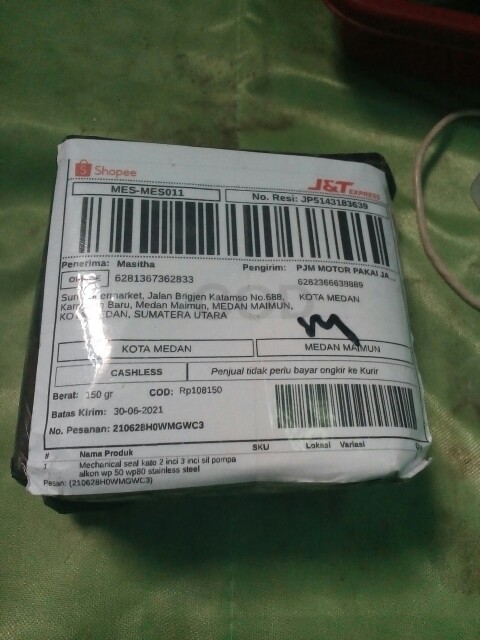 Shopee
J&T EXPRESS
MES-MES011
No. Resi: JP5143183639
Penerima: Masitha
Pengirim: PJM MOTOR PAKAI JA
6281367362833
6282366639889
Supermarket, Jalan Brigjen Katamso No.688,
Baru, Medan Maimun, MEDAN MAIMUN,
MEDAN, SUMATERA UTARA
KOTA MEDAN
COD
KOTA MEDAN
MEDAN MAIMUN
CASHLESS
Penjual tidak perlu bayar ongkir ke Kurir
Berat: 150 gr
COD: Rp108150
Batas Kirim: 30-06-2021
No. Pesanan: 210628H0WMGWC3
# Nama Produk SKU Lokasi Variasi
1 Mechanical seal kato 2 inci 3 inci sil pompa
alkon wp 50 wp80 stainless steel
Pesan: (210628H0WMGWC3)